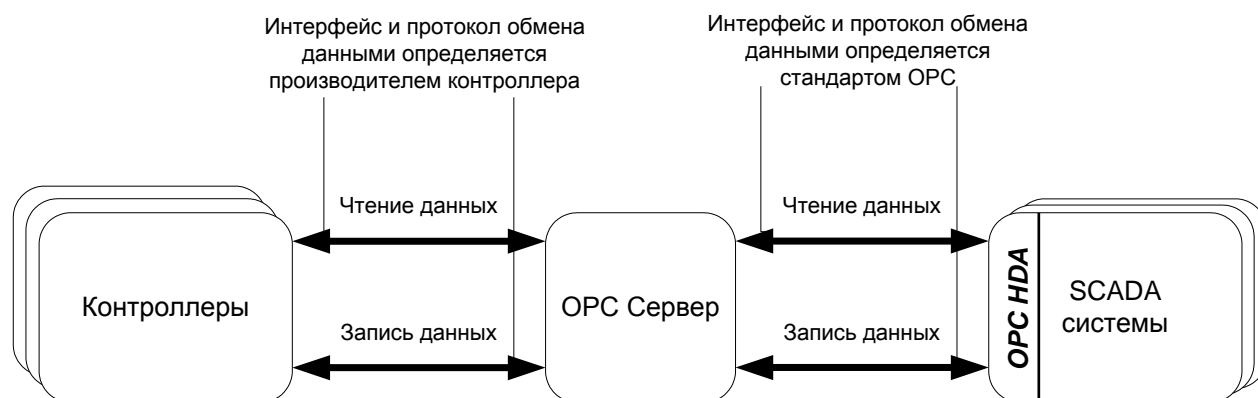 Интерфейс и протокол обмена
данными определяется
производителем контроллера
Интерфейс и протокол обмена
данными определяется
стандартом OPC
Чтение данных
Чтение данных
Контроллеры
OPC Сервер
OPC HDA
SCADA
системы
Запись данных
Запись данных